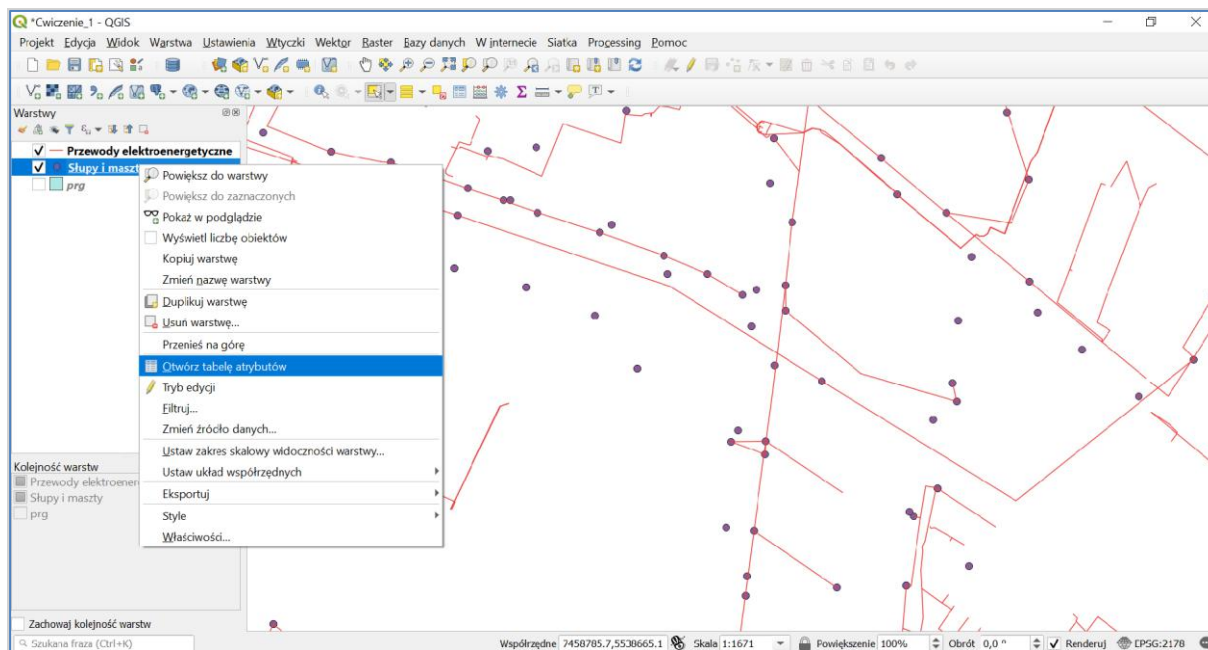 *Cwiczenie_1 - QGIS
Projekt Edycja Widok Warstwa Ustawienia Wtyczki Wektor Raster Bazy danych W internecie Siatka Processing Pomoc
Warstwy
Przewody elektroenergetyczne
Słupy i maszt
prg
Powiększ do warstwy
Powiększ do zaznaczonych
Pokaż w podglądzie
Wyświetl liczbę obiektów
Kopiuj warstwę
Zmień nazwę warstwy
Duplikuj warstwę
Usuń warstwę...
Przenieś na górę
Otwórz tabelę atrybutów
Tryb edycji
Filtruj...
Zmień źródło danych...
Ustaw zakres skalowy widoczności warstwy...
Ustaw układ współrzędnych
Eksportuj
Style
Właściwości...
Kolejność warstw
Przewody elektroener
Słupy i maszty
prg
Zachowaj kolejność warstw
Szukana fraza (Ctrl+K)
Współrzędne 7458785.7,5538665.1 Skala 1:1671 Powiększenie 100% Obrót 0,0 ° Renderuj EPSG:2178